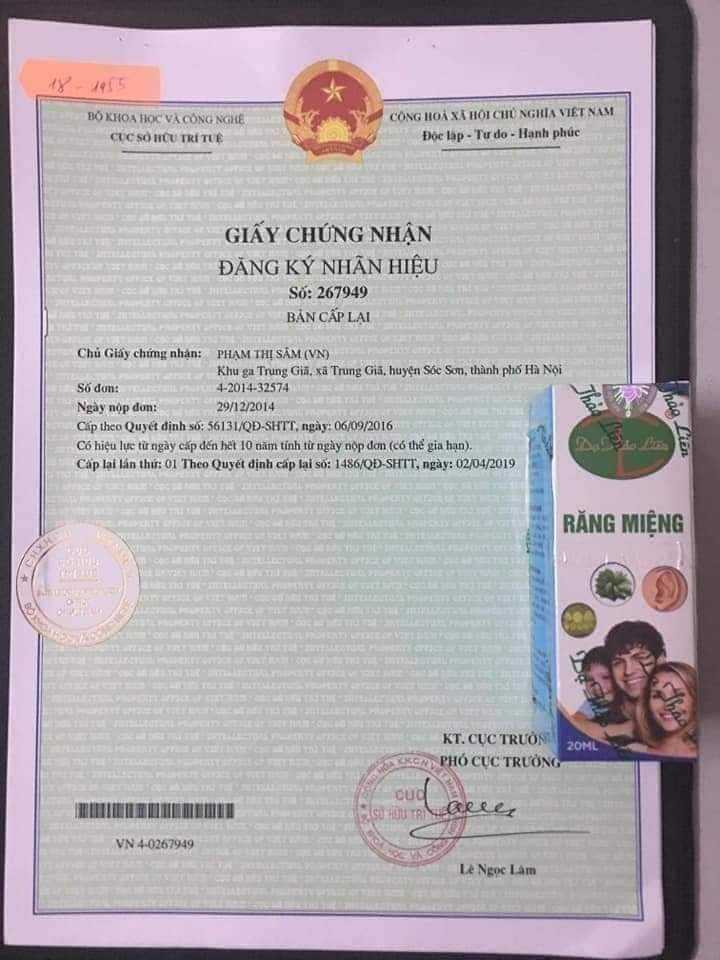 18 - 1955
BỘ KHOA HỌC VÀ CÔNG NGHỆ
CỤC SỞ HỮU TRÍ TUỆ
CỘNG HOÀ XÃ HỘI CHỦ NGHĨA VIỆT NAM
Độc lập - Tự do - Hạnh phúc
GIẤY CHỨNG NHẬN
ĐĂNG KÝ NHÃN HIỆU
Số: 267949
BẢN CẤP LẠI
Chủ Giấy chứng nhận: PHẠM THỊ SÂM (VN)
Khu ga Trung Giã, xã Trung Giã, huyện Sóc Sơn, thành phố Hà Nội
Số đơn: 4-2014-32574
Ngày nộp đơn: 29/12/2014
Cấp theo Quyết định số: 56131/QĐ-SHTT, ngày: 06/09/2016
Có hiệu lực từ ngày cấp đến hết 10 năm tính từ ngày nộp đơn (có thể gia hạn).
Cấp lại lần thứ: 01 Theo Quyết định cấp lại số: 1486/QĐ-SHTT, ngày: 02/04/2019
Dạ Thảo Liên
RĂNG MIỆNG
20ML
KT. CỤC TRƯỞN
PHÓ CỤC TRƯỞNG
CỤC
SỞ HỮU TRÍ TUỆ
Lê Ngọc Lâm
VN 4-0267949